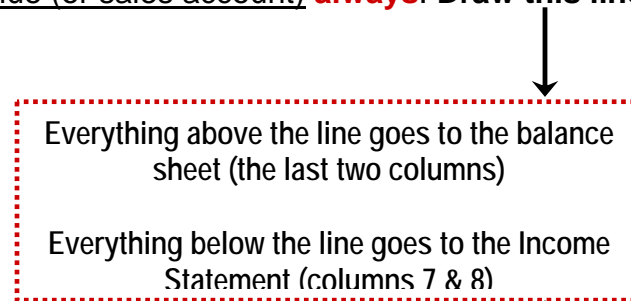 (or sales account) always. Draw this line
Everything above the line goes to the balance
sheet (the last two columns)
Everything below the line goes to the Income
Statement (columns 7 & 8)